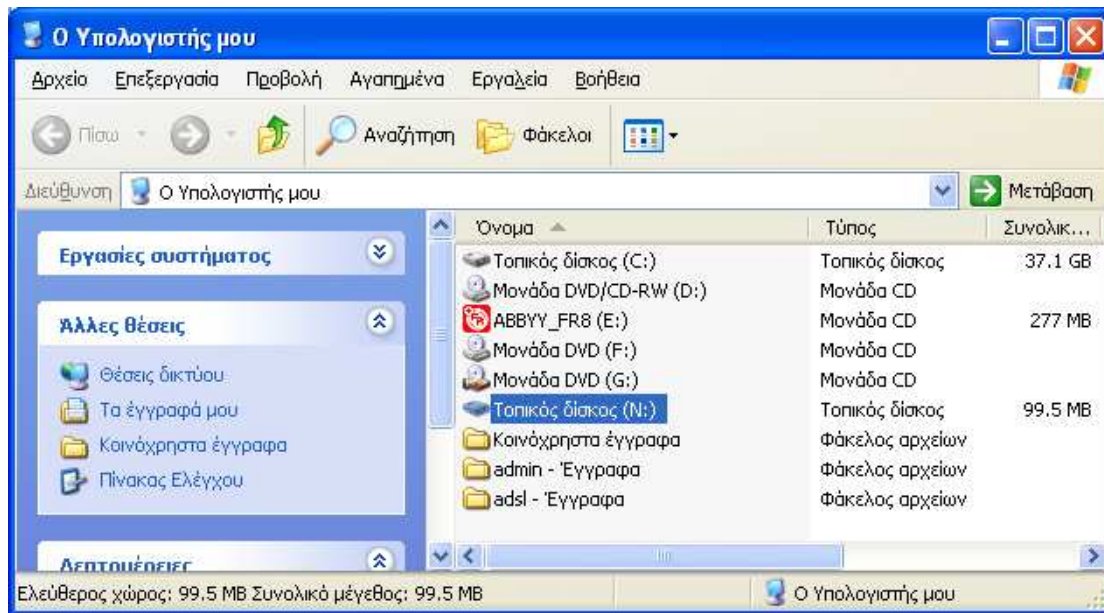 Ο Υπολογιστής μου
Αρχείο Επεξεργασία Προβολή Αγαπημένα Εργαλεία Βοήθεια
Πίσω Αναζήτηση Φάκελοι
Διεύθυνση Ο Υπολογιστής μου Μετάβαση
Εργασίες συστήματος
Άλλες θέσεις
Θέσεις δικτύου
Τα έγγραφά μου
Κοινόχρηστα έγγραφα
Πίνακας Ελέγχου
Λεπτομέρειες
Όνομα Τύπος Συνολικ...
Τοπικός δίσκος (C:) Τοπικός δίσκος 37.1 GB
Μονάδα DVD/CD-RW (D:) Μονάδα CD
ABBYY_FR8 (E:) Μονάδα CD 277 MB
Μονάδα DVD (F:) Μονάδα CD
Μονάδα DVD (G:) Μονάδα CD
Τοπικός δίσκος (N:) Τοπικός δίσκος 99.5 MB
Κοινόχρηστα έγγραφα Φάκελος αρχείων
admin - Έγγραφα Φάκελος αρχείων
adsl - Έγγραφα Φάκελος αρχείων
Ελεύθερος χώρος: 99.5 MB Συνολικό μέγεθος: 99.5 MB Ο Υπολογιστής μου